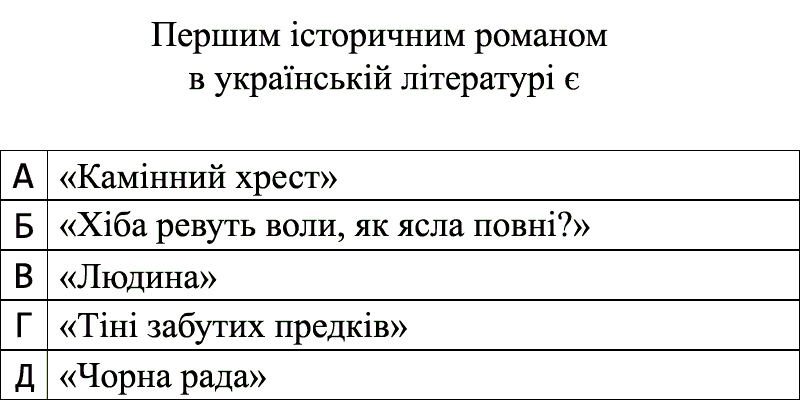 Першим історичним романом
в українській літературі є
А «Камінний хрест»
Б «Хіба ревуть воли, як ясла повні?»
В «Людина»
Г «Тіні забутих предків»
Д «Чорна рада»